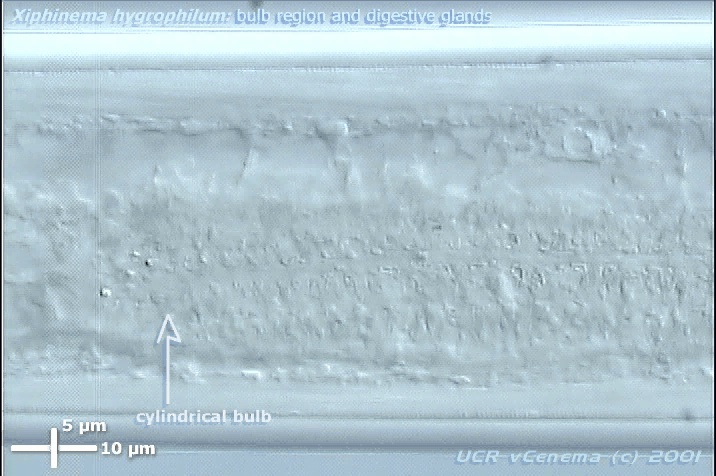 Xiphinema hygrophilum: bulb region and digestive glands
cylindrical bulb
5 µm
10 µm
UCR vCenema (c) 2001